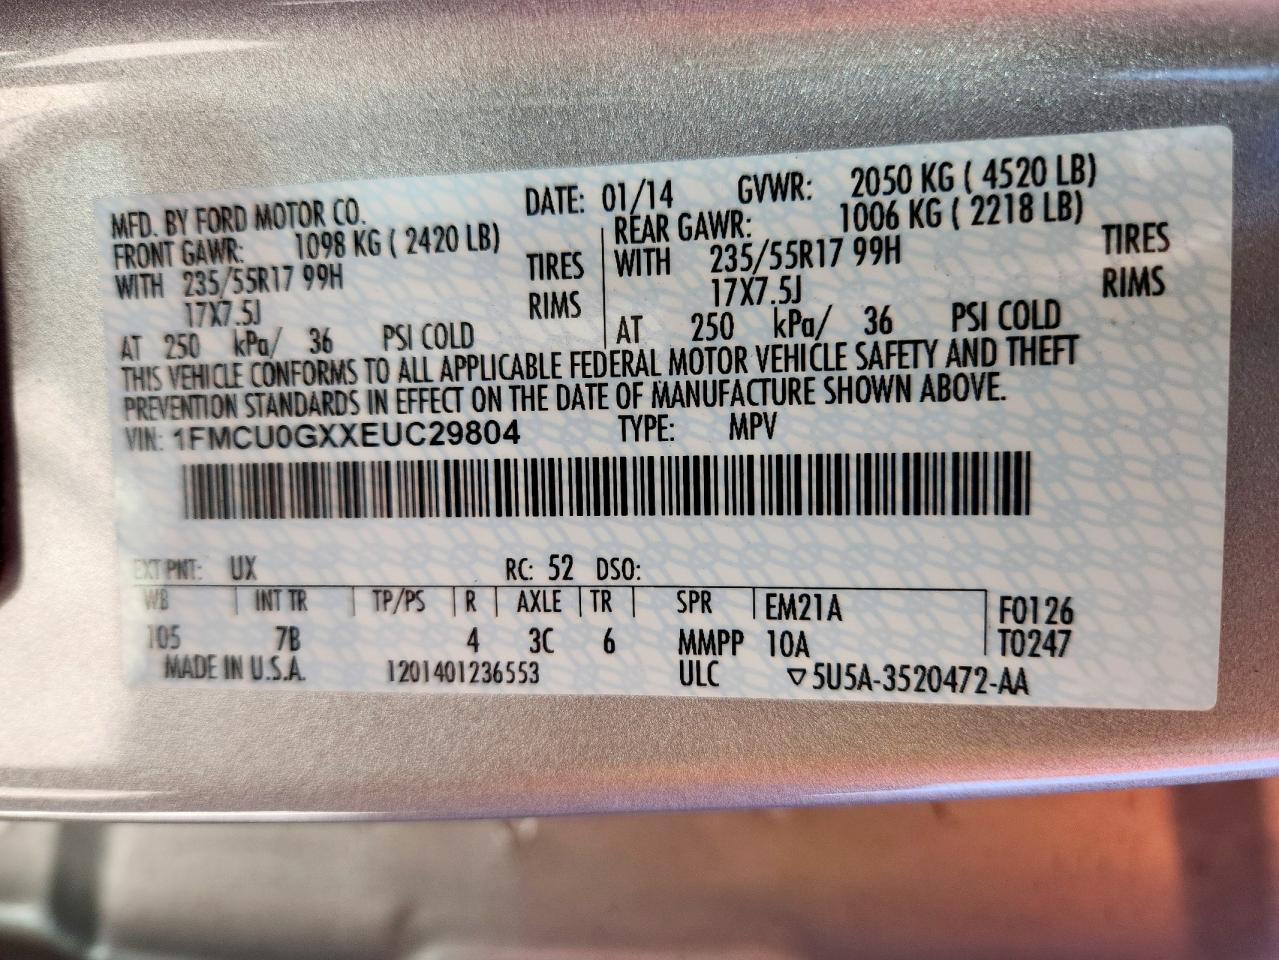 MFD. BY FORD MOTOR CO. DATE: 01/14 GVWR: 2050 KG ( 4520 LB)
FRONT GAWR: 1098 KG ( 2420 LB) REAR GAWR: 1006 KG ( 2218 LB)
WITH 235/55R17 99H TIRES WITH 235/55R17 99H TIRES
17X7.5J RIMS 17X7.5J RIMS
AT 250 kPa/ 36 PSI COLD AT 250 kPa/ 36 PSI COLD
THIS VEHICLE CONFORMS TO ALL APPLICABLE FEDERAL MOTOR VEHICLE SAFETY AND THEFT
PREVENTION STANDARDS IN EFFECT ON THE DATE OF MANUFACTURE SHOWN ABOVE.
VIN: 1FMCU0GXXEUC29804 TYPE: MPV
EXT PNT: UX RC: 52 DSO:
WB INT TR TP/PS R AXLE TR SPR EM21A F0126
105 7B 4 3C 6 MMPP 10A T0247
MADE IN U.S.A. 1201401236553 ULC ▽5U5A-3520472-AA